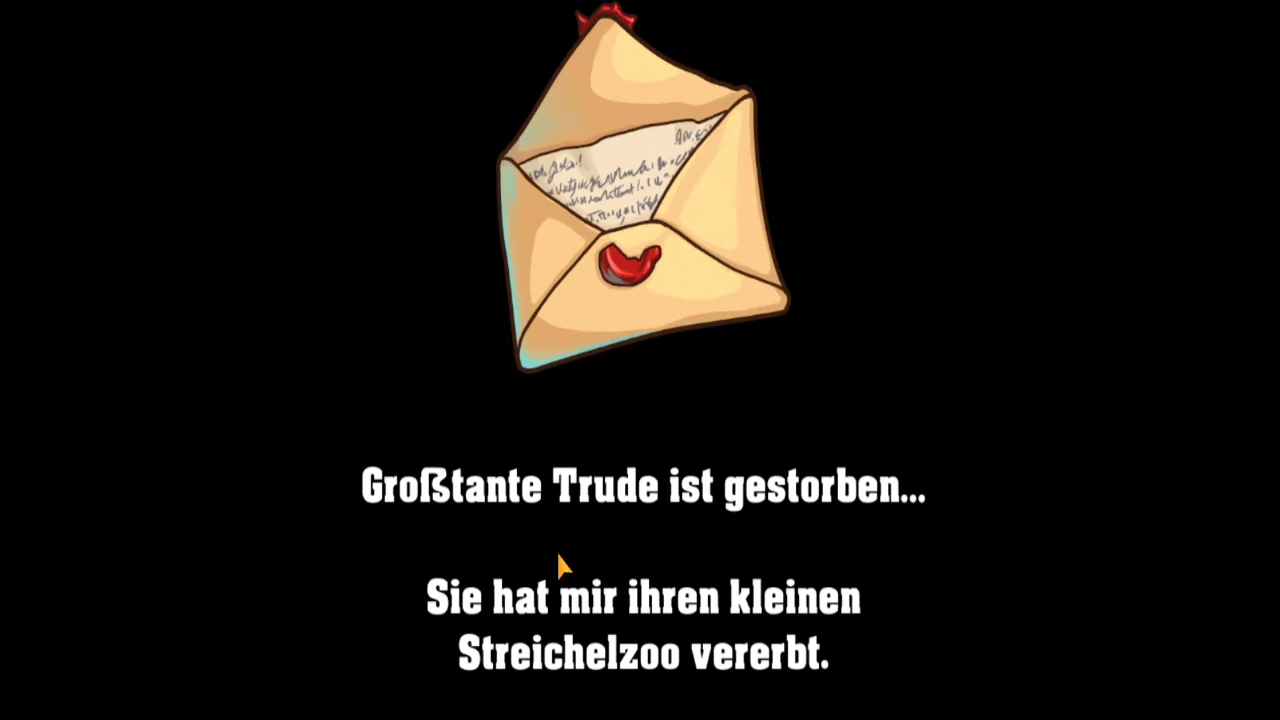 Großtante Trude ist gestorben...
Sie hat mir ihren kleinen
Streichelzoo vererbt.